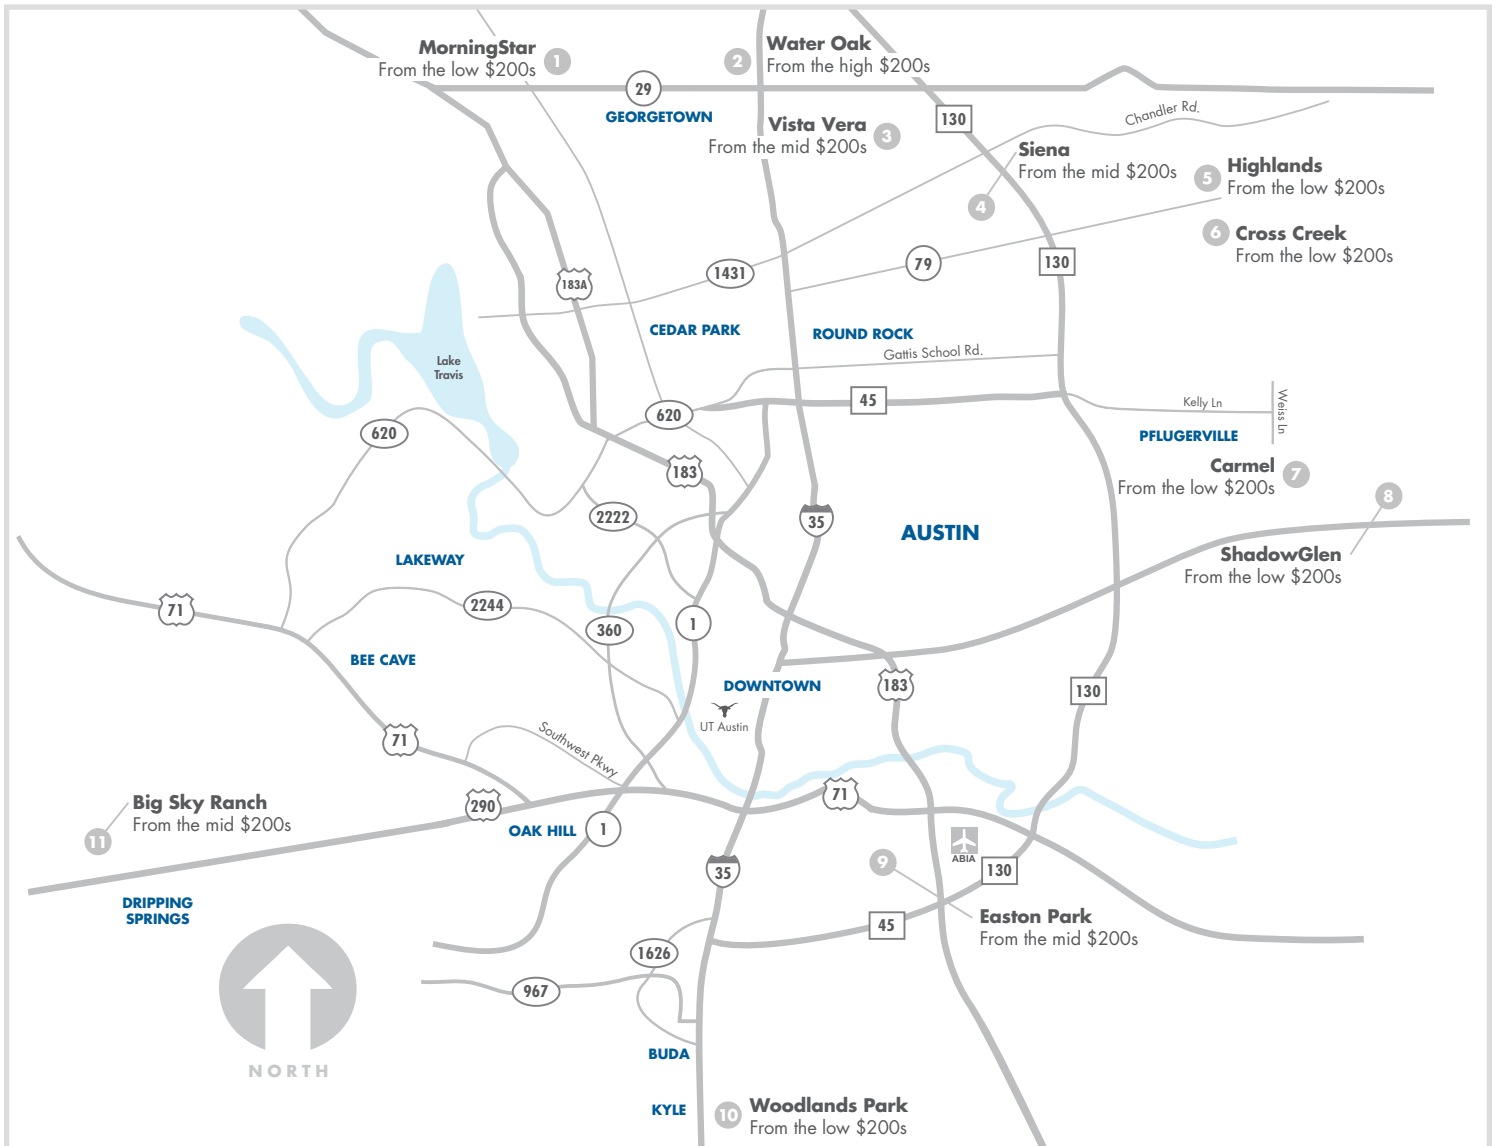 MorningStar
From the low $200s
1
2
Water Oak
From the high $200s
29
GEORGETOWN
130
Chandler Rd.
Vista Vera
From the mid $200s
3
Siena
From the mid $200s
4
5
Highlands
From the low $200s
6
Cross Creek
From the low $200s
183A
1431
79
130
CEDAR PARK
ROUND ROCK
Gattis School Rd.
Lake
Travis
620
620
45
Kelly Ln
Weiss Ln
PFLUGERVILLE
183
Carmel
From the low $200s
7
8
2222
35
AUSTIN
ShadowGlen
From the low $200s
LAKEWAY
71
2244
360
1
BEE CAVE
DOWNTOWN
183
130
UT Austin
71
Southwest Pkwy
71
290
Big Sky Ranch
From the mid $200s
11
OAK HILL
1
ABIA
9
130
35
DRIPPING
SPRINGS
45
Easton Park
From the mid $200s
1626
967
NORTH
BUDA
KYLE
10
Woodlands Park
From the low $200s